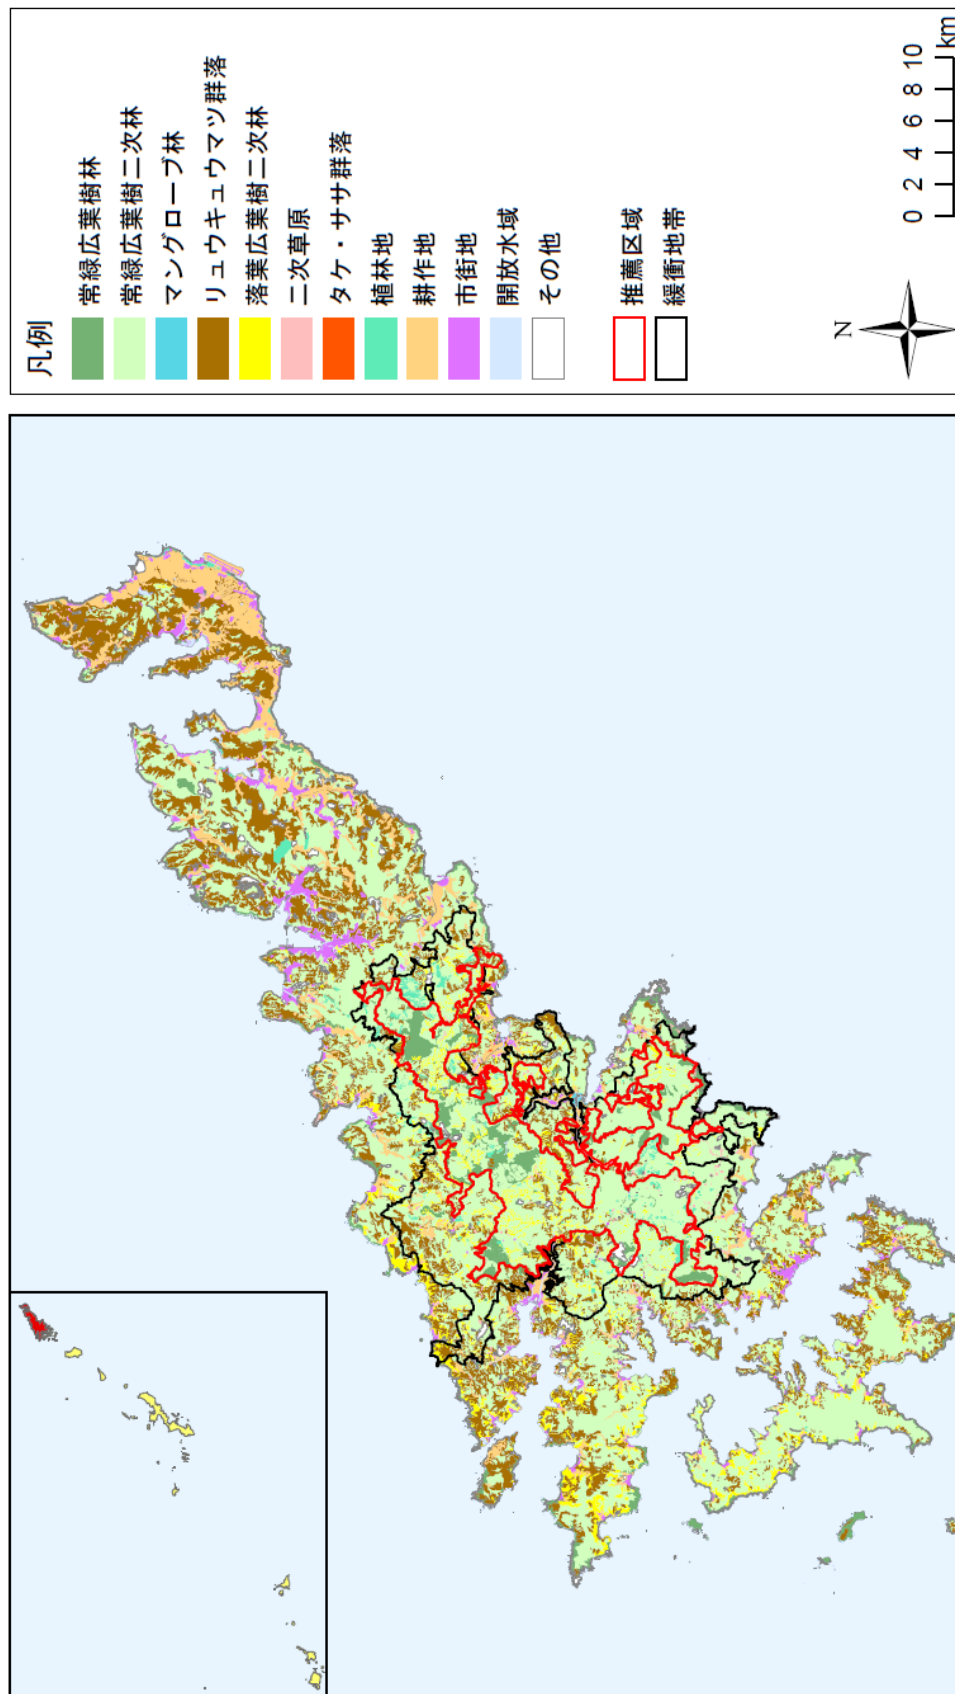 凡例
常緑広葉樹林
常緑広葉樹二次林
マングローブ林
リュウキュウマツ群落
落葉広葉樹二次林
二次草原
タケ・ササ群落
植林地
耕作地
市街地
開放水域
その他
推薦区域
緩衝地帯
N
0 2 4 6 8 10
km